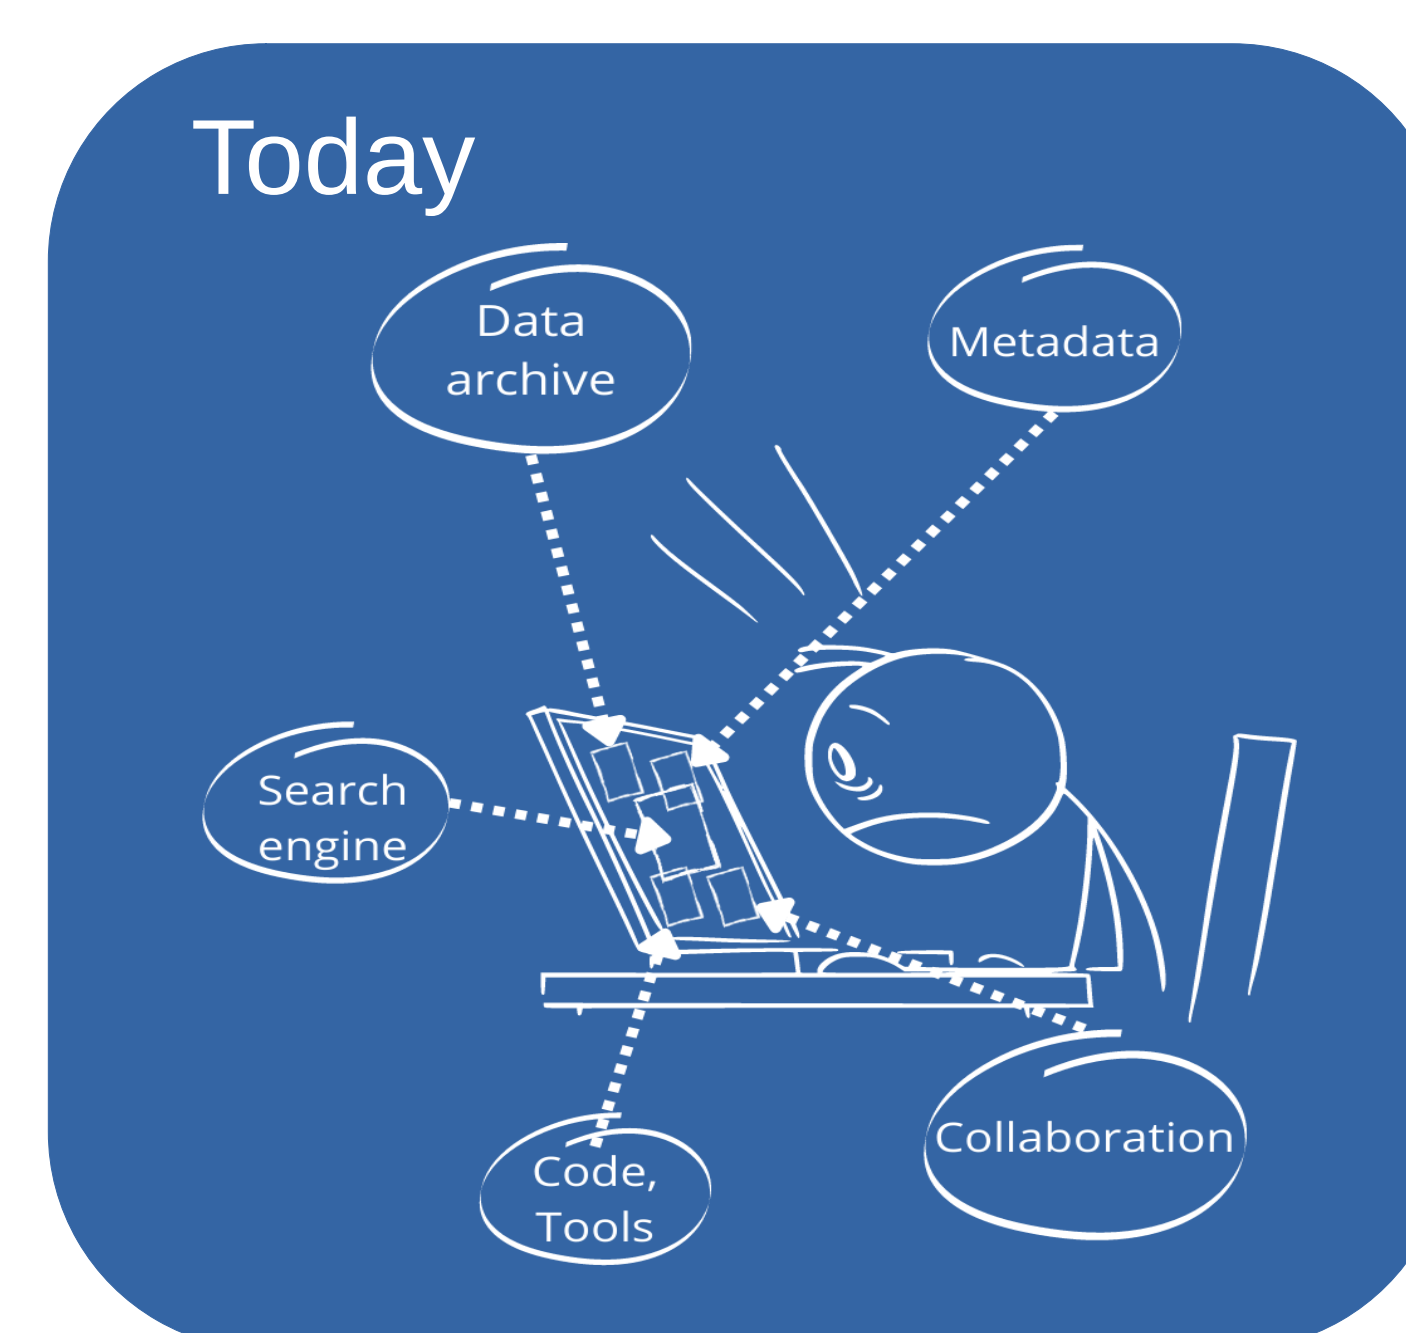 Today
Data
archive
Metadata
Search
engine
Code,
Tools
Collaboration